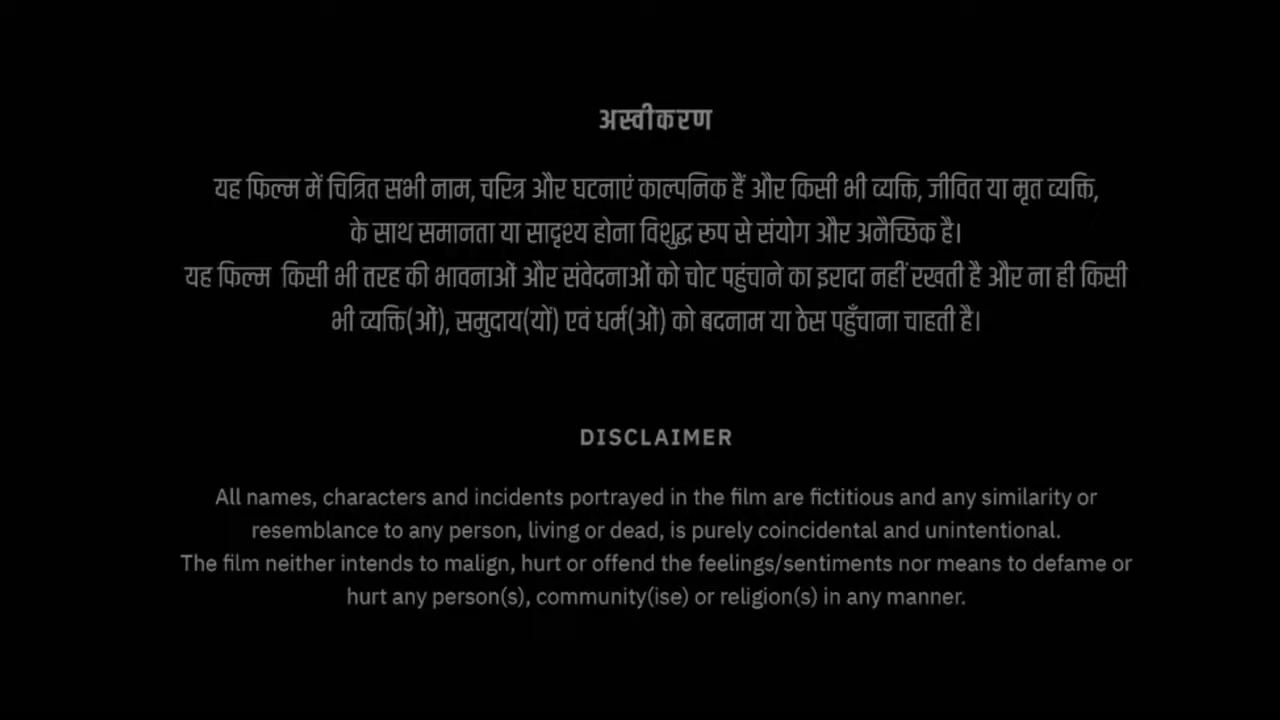 अस्वीकरण
यह फिल्म में चित्रित सभी नाम, चरित्र और घटनाएं काल्पनिक हैं और किसी भी व्यक्ति, जीवित या मृत व्यक्ति,
के साथ समानता या सादृश्य होना विशुद्ध रूप से संयोग और अनैच्छिक है।
यह फिल्म किसी भी तरह की भावनाओं और संवेदनाओं को चोट पहुंचाने का इरादा नहीं रखती है और ना ही किसी
भी व्यक्ति(ओं), समुदाय(यों) एवं धर्म(ओं) को बदनाम या ठेस पहुँचाना चाहती है।
DISCLAIMER
All names, characters and incidents portrayed in the film are fictitious and any similarity or
resemblance to any person, living or dead, is purely coincidental and unintentional.
The film neither intends to malign, hurt or offend the feelings/sentiments nor means to defame or
hurt any person(s), community(ise) or religion(s) in any manner.